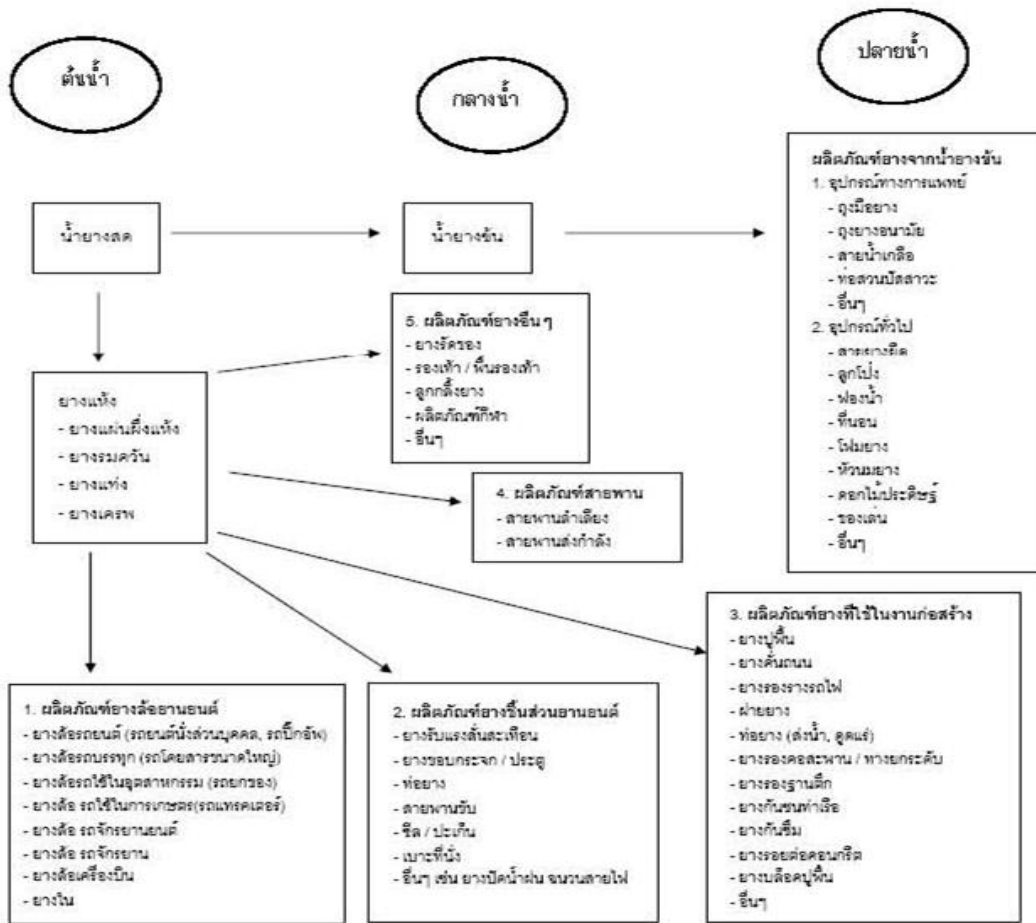 ต้นน้ำ
กลางน้ำ
ปลายน้ำ
น้ำยางสด
น้ำยางข้น
ผลิตภัณฑ์ยางจากน้ำยางข้น
1. อุปกรณ์ทางการแพทย์
- ถุงมือยาง
- ถุงยางอนามัย
- สายน้ำเกลือ
- ท่อสวนปัสสาวะ
- อื่นๆ
2. อุปกรณ์ทั่วไป
- สายยางยืด
- ลูกโป่ง
- ฟองน้ำ
- ที่นอน
- โฟมยาง
- หัวนมยาง
- ดอกไม้ประดิษฐ์
- ของเล่น
- อื่นๆ
ยางแห้ง
- ยางแผ่นผึ่งแห้ง
- ยางรมควัน
- ยางแท่ง
- ยางเครพ
5. ผลิตภัณฑ์ยางอื่นๆ
- ยางรัดของ
- รองเท้า / พื้นรองเท้า
- ลูกกลิ้งยาง
- ผลิตภัณฑ์กีฬา
- อื่นๆ
4. ผลิตภัณฑ์สายพาน
- สายพานลำเลียง
- สายพานส่งกำลัง
1. ผลิตภัณฑ์ยางล้อยานยนต์
- ยางล้อรถยนต์ (รถยนต์นั่งส่วนบุคคล, รถปิ๊กอัพ)
- ยางล้อรถบรรทุก (รถโดยสารขนาดใหญ่)
- ยางล้อรถใช้ในอุตสาหกรรม (รถยกของ)
- ยางล้อ รถใช้ในการเกษตร(รถแทรคเตอร์)
- ยางล้อ รถจักรยานยนต์
- ยางล้อ รถจักรยาน
- ยางล้อเครื่องบิน
- ยางใน
2. ผลิตภัณฑ์ยางชิ้นส่วนยานยนต์
- ยางรับแรงสั่นสะเทือน
- ยางขอบกระจก / ประตู
- ท่อยาง
- สายพานขับ
- ซีล / ปะเก็น
- เบาะที่นั่ง
- อื่นๆ เช่น ยางปัดน้ำฝน ฉนวนสายไฟ
3. ผลิตภัณฑ์ยางที่ใช้ในงานก่อสร้าง
- ยางปูพื้น
- ยางคั่นถนน
- ยางรองรางรถไฟ
- ฝายยาง
- ท่อยาง (ส่งน้ำ, ดูดแร่)
- ยางรองคอสะพาน / ทางยกระดับ
- ยางรองฐานตึก
- ยางกันชนท่าเรือ
- ยางกันซึม
- ยางรอยต่อคอนกรีต
- ยางบล็อคปูพื้น
- อื่นๆ